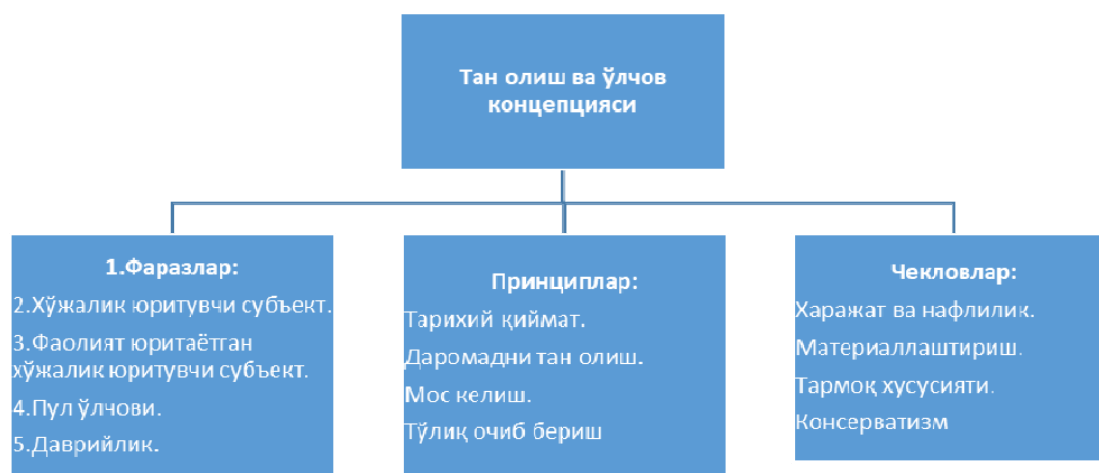 Тан олиш ва ўлчов
концепцияси
1.Фаразлар:
2.Хўжалик юритувчи субъект.
3.Фаолият юритаётган
хўжалик юритувчи субъект.
4.Пул ўлчови.
5.Даврийлик.
Принциплар:
Тарихий қиймат.
Даромадни тан олиш.
Мос келиш.
Тўлиқ очиб бериш
Чекловлар:
Харажат ва нафлилик.
Материаллаштириш.
Тармоқ хусусияти.
Консерватизм